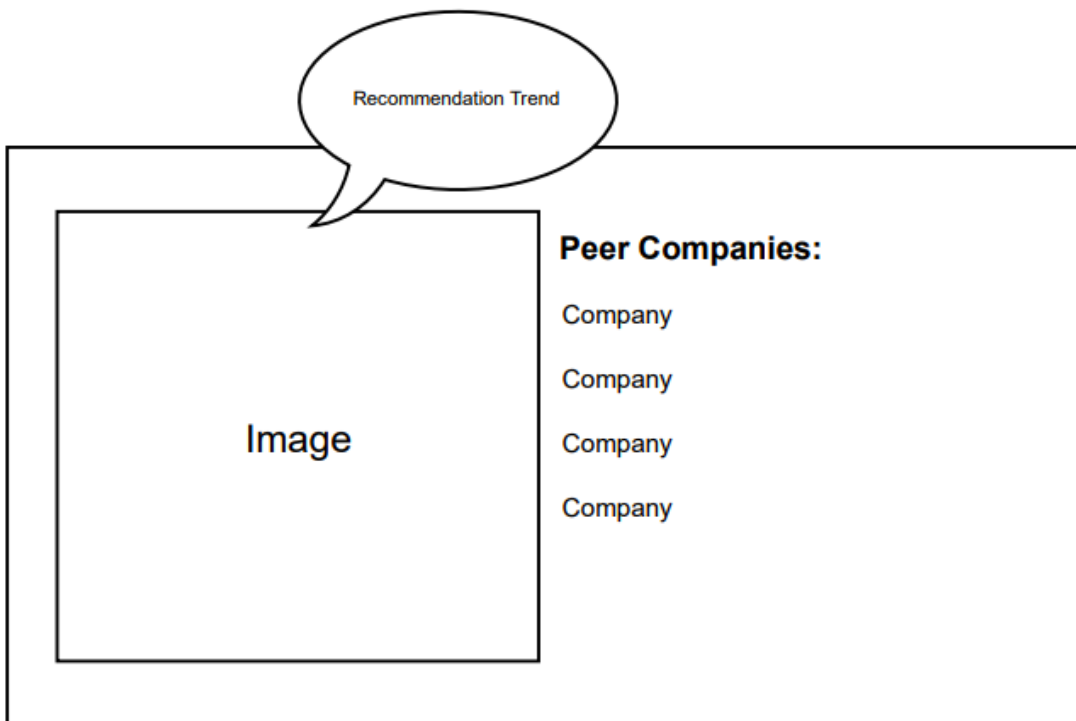 Recommendation Trend
Peer Companies:
Company
Company
Company
Company
Image